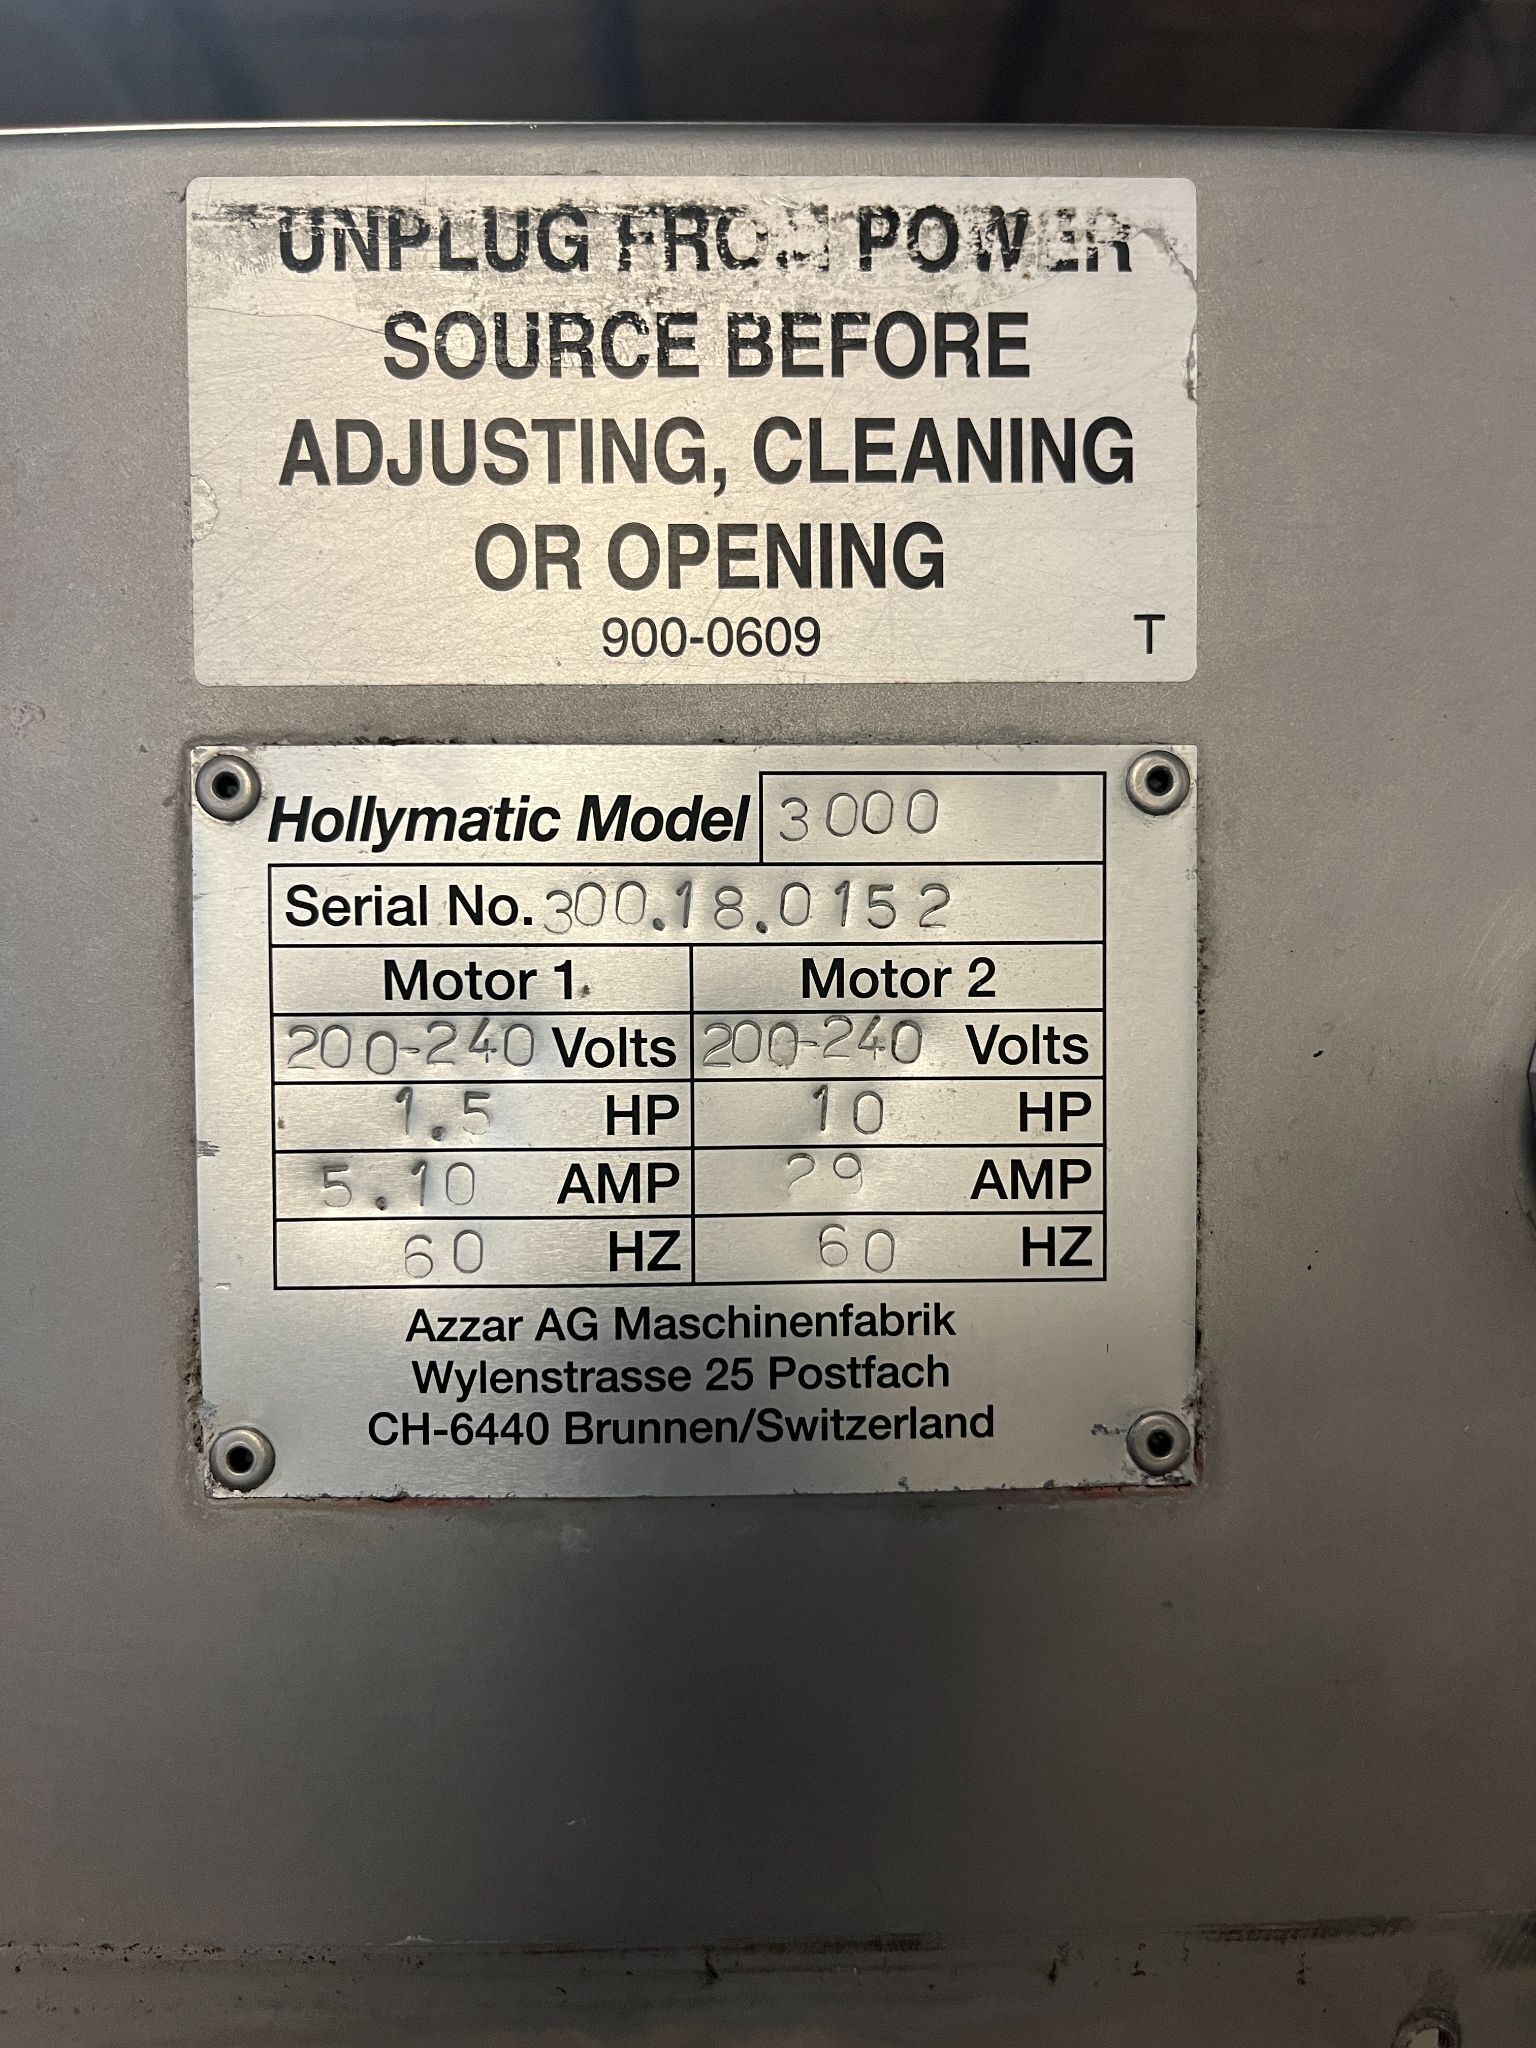 UNPLUG FROM POWER
SOURCE BEFORE
ADJUSTING, CLEANING
OR OPENING
900-0609 T
Hollymatic Model 3000
Serial No. 300.18.0152
Motor 1 Motor 2
200-240 Volts 200-240 Volts
1.5 HP 10 HP
5.10 AMP 29 AMP
60 HZ 60 HZ
Azzar AG Maschinenfabrik
Wylenstrasse 25 Postfach
CH-6440 Brunnen/Switzerland